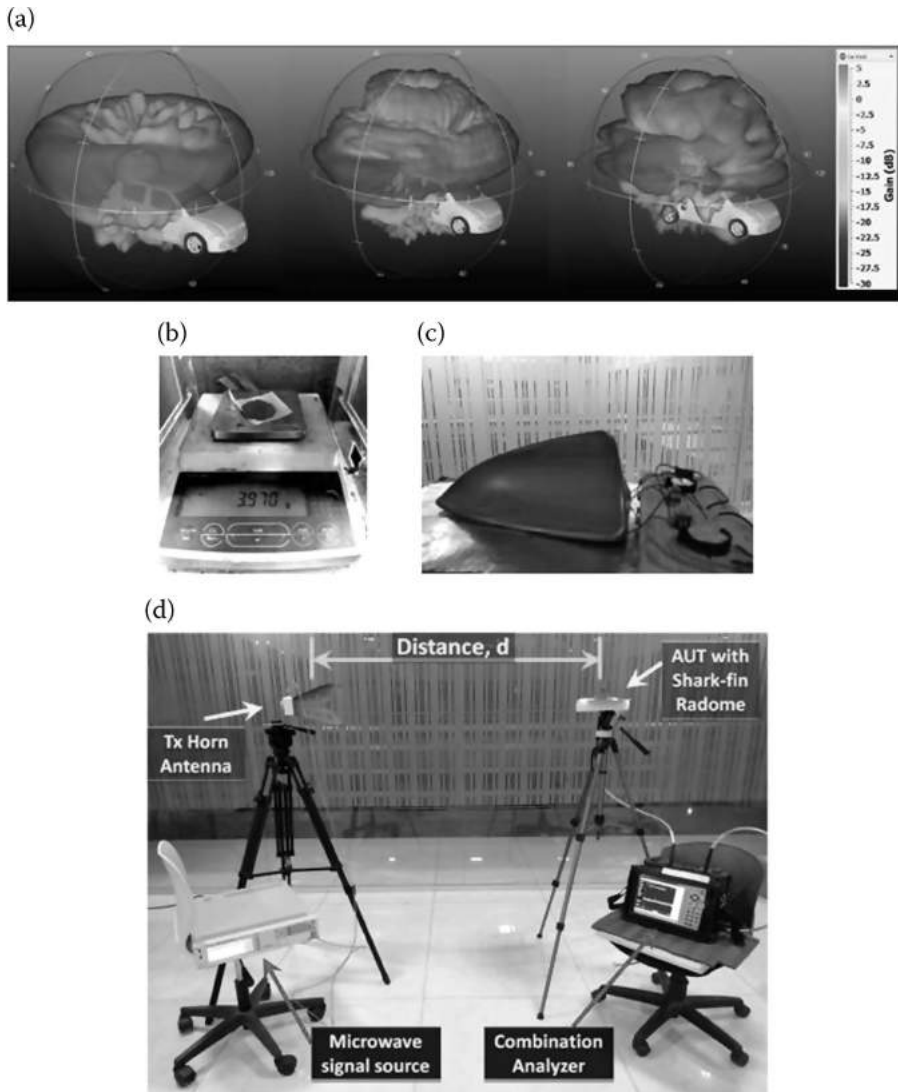 (a)
5
2.5
0
-2.5
-5
-7.5
-10
-12.5
-15
-17.5
-20
-22.5
-25
-27.5
-30
Gain (dB)
(b)
(c)
3.970
g
(d)
Distance, d
AUT with
Shark-fin
Radome
Tx Horn
Antenna
Microwave
signal source
Combination
Analyzer